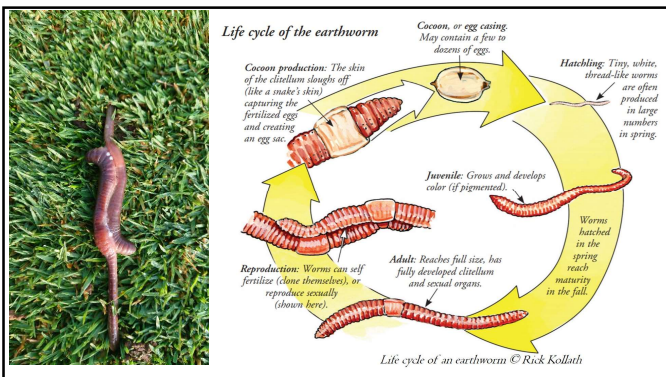 Life cycle of the earthworm
Cocoon, or egg casing.
May contain a few to
dozens of eggs.
Hatchling: Tiny, white,
thread-like worms
are often
produced
in large
numbers
in spring.
Cocoon production: The skin
of the clitellum sloughs off
(like a snake's skin)
capturing the
fertilized eggs
and creating
an egg sac.
Juvenile: Grows and develops
color (if pigmented).
Worms
hatched
in the
spring
reach
maturity
in the fall.
Reproduction: Worms can self
fertilize (clone themselves), or
reproduce sexually
(shown here).
Adult: Reaches full size, has
fully developed clitellum
and sexual organs.
Life cycle of an earthworm © Rick Kollath